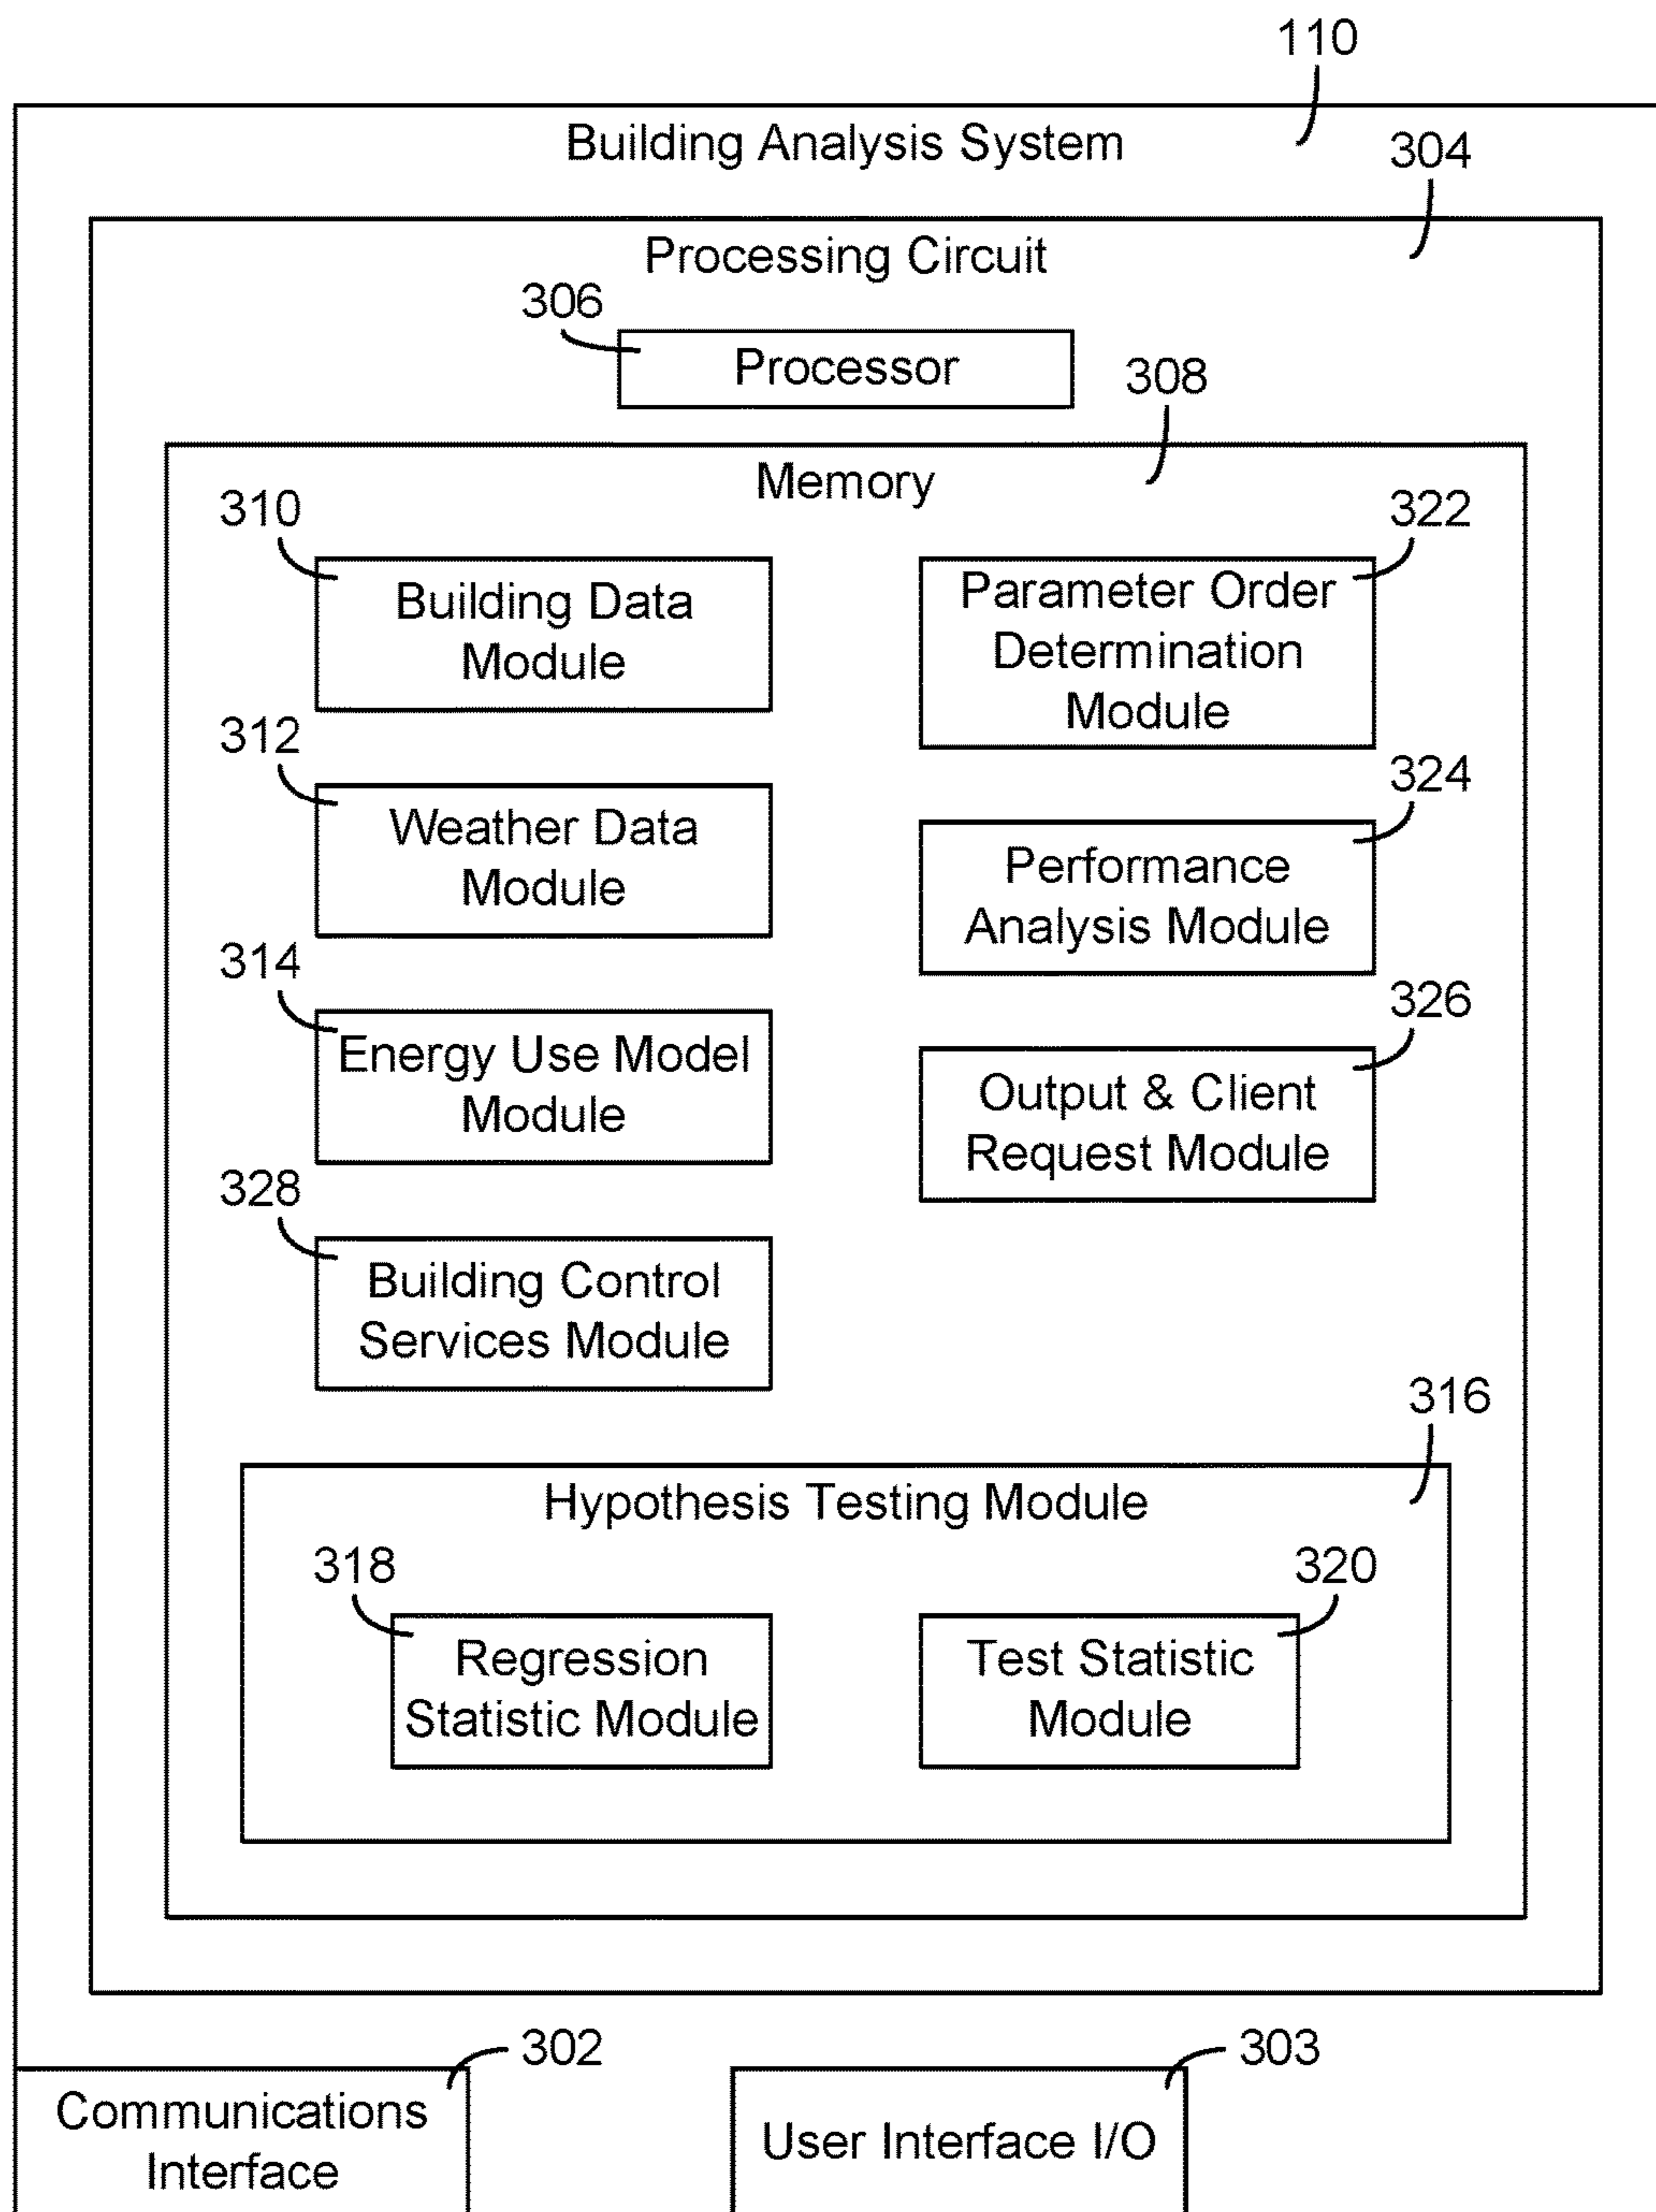 110
Building Analysis System
304
Processing Circuit
306
Processor
308
Memory
310
Building Data
Module
322
Parameter Order
Determination
Module
312
Weather Data
Module
324
Performance
Analysis Module
314
Energy Use Model
Module
326
Output & Client
Request Module
328
Building Control
Services Module
316
Hypothesis Testing Module
318
Regression
Statistic Module
320
Test Statistic
Module
302
Communications
Interface
303
User Interface I/O